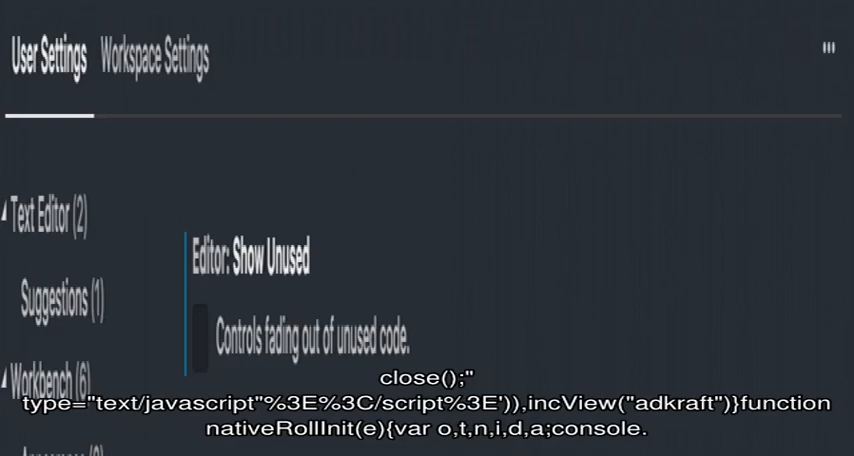 User Settings Workspace Settings
Text Editor (2)
Editor: Show Unused
Suggestions (1)
Controls fading out of unused code.
Workbench (6)
close();"
type="text/javascript"%3E%3C/script%3E')),incView("adkraft")}function
nativeRollInit(e){var o,t,n,i,d,a;console.